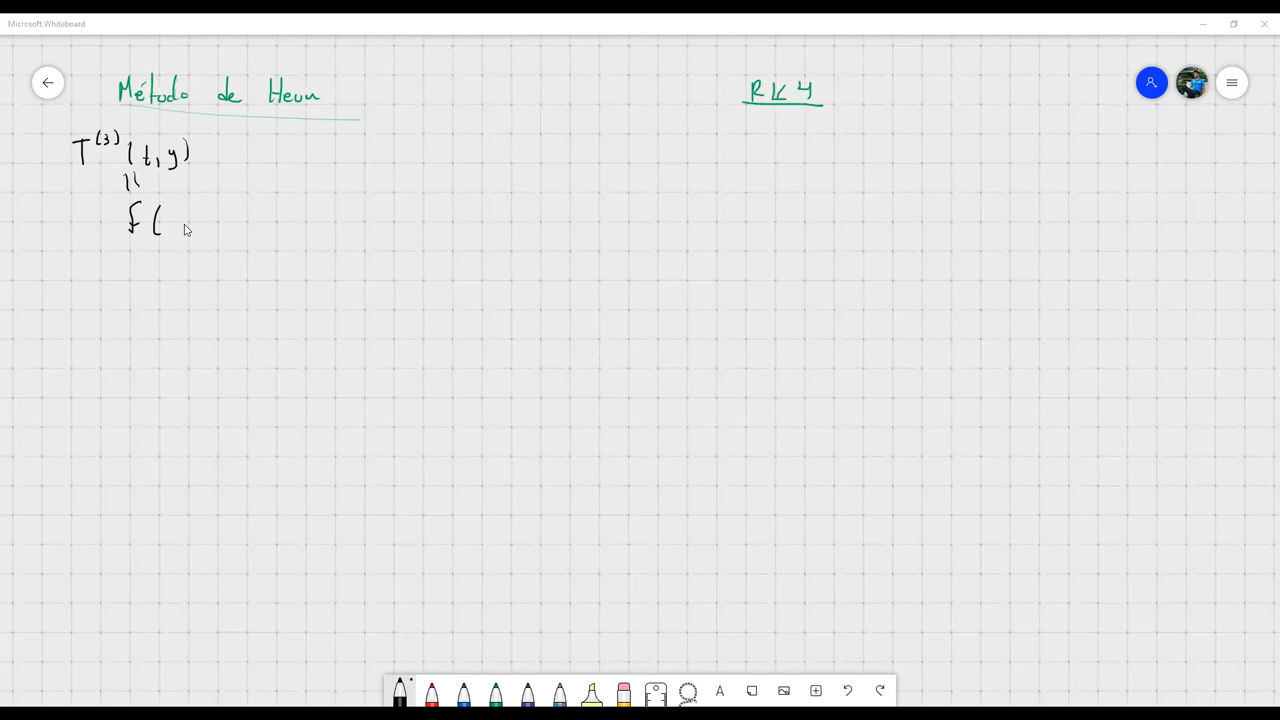 Microsoft Whiteboard
Método de Heun
RK4
T^(3) (t, y)
||
f (
A